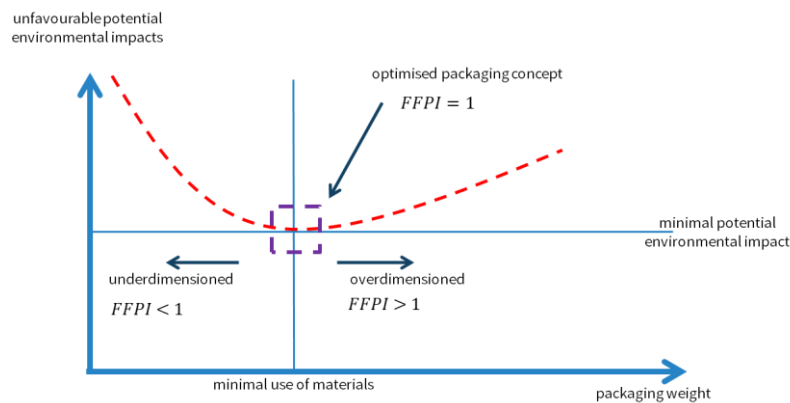 unfavourable potential
environmental impacts
optimised packaging concept
FFPI = 1
minimal potential
environmental impact
underdimensioned
overdimensioned
FFPI < 1
FFPI > 1
minimal use of materials
packaging weight